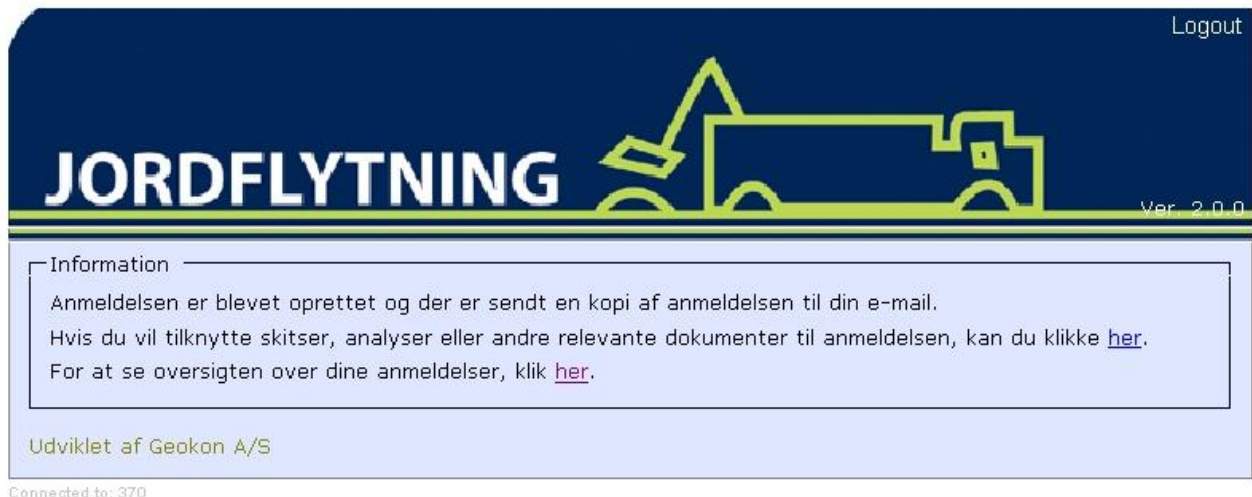 Logout
JORDFLYTNING
Ver. 2.0.0
Information
Anmeldelsen er blevet oprettet og der er sendt en kopi af anmeldelsen til din e-mail.
Hvis du vil tilknytte skitser, analyser eller andre relevante dokumenter til anmeldelsen, kan du klikke her.
For at se oversigten over dine anmeldelser, klik her.
Udviklet af Geokon A/S
Connected to: 370